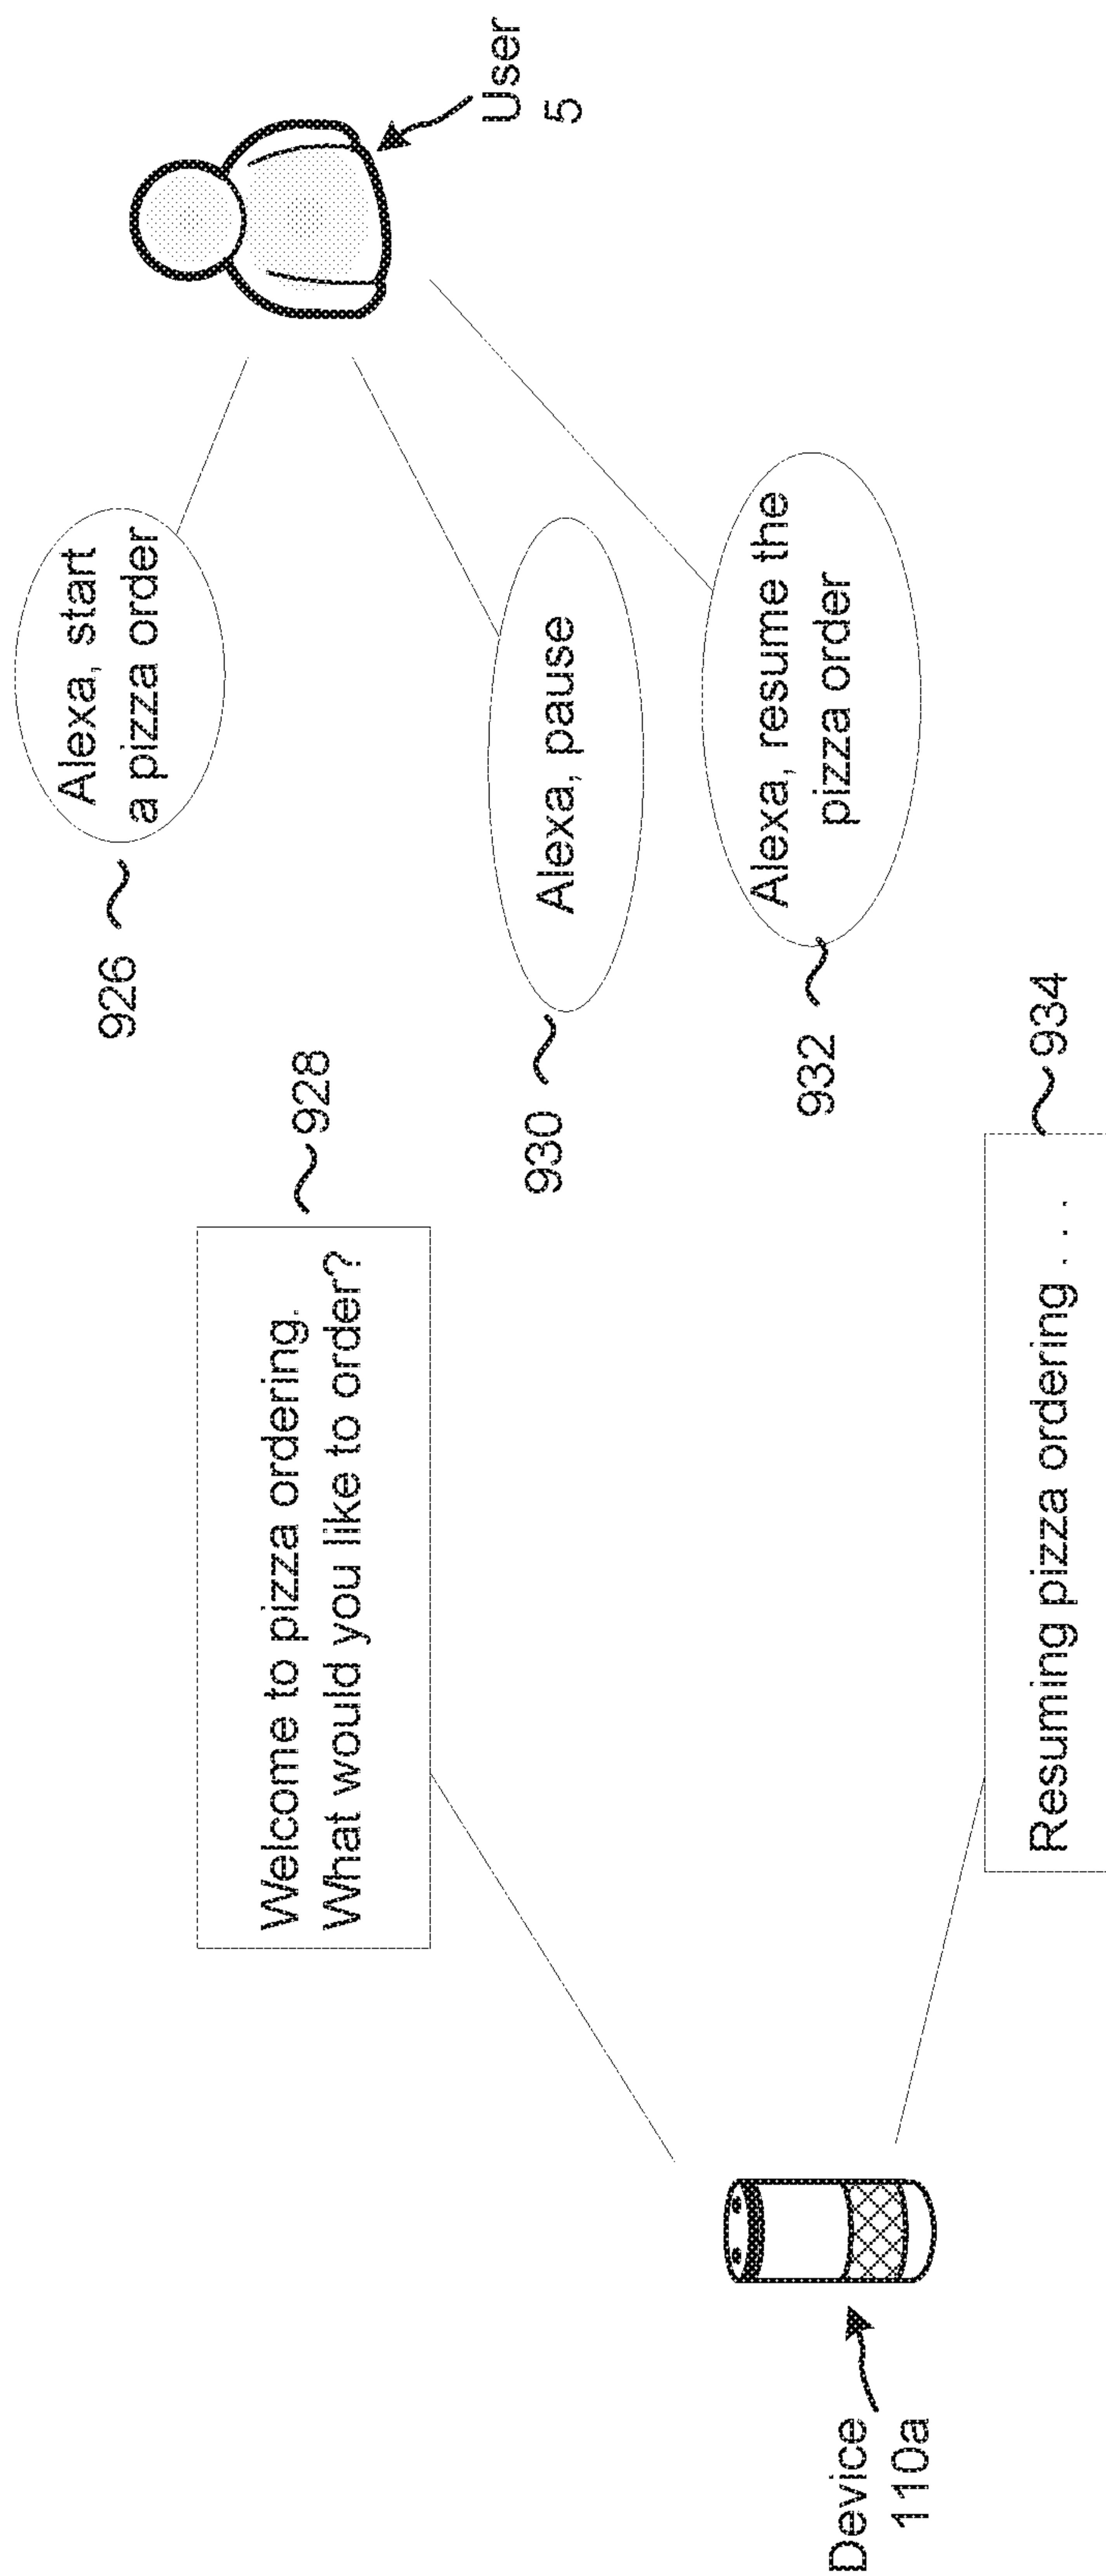 Alexa, start
a pizza order
926
Welcome to pizza ordering.
What would you like to order?
928
User
5
Alexa, pause
930
Alexa, resume the
pizza order
932
Device
110a
Resuming pizza ordering . . .
934